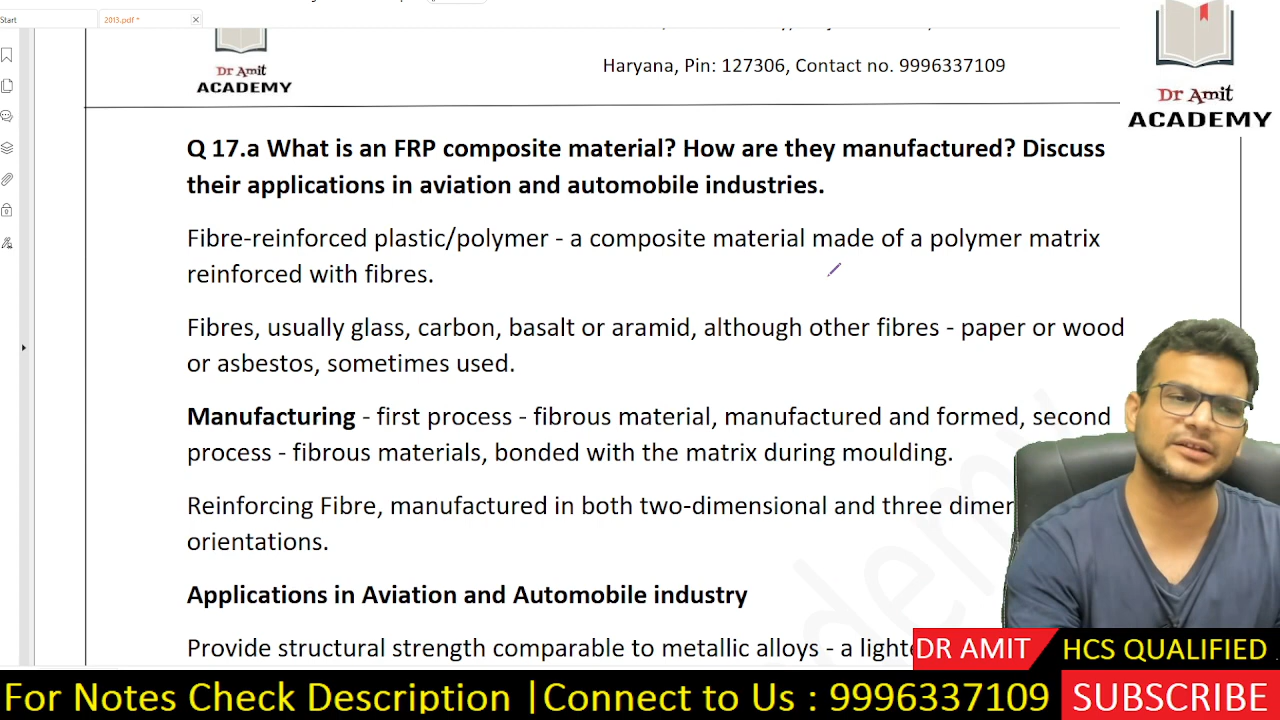 Start
2013.pdf *
Dr Amit
ACADEMY
Haryana, Pin: 127306, Contact no. 9996337109
Dr Amit
ACADEMY
Q 17.a What is an FRP composite material? How are they manufactured? Discuss
their applications in aviation and automobile industries.
Fibre-reinforced plastic/polymer - a composite material made of a polymer matrix
reinforced with fibres.
Fibres, usually glass, carbon, basalt or aramid, although other fibres - paper or wood
or asbestos, sometimes used.
Manufacturing - first process - fibrous material, manufactured and formed, second
process - fibrous materials, bonded with the matrix during moulding.
Reinforcing Fibre, manufactured in both two-dimensional and three
orientations.
Applications in Aviation and Automobile industry
Provide structural strength comparable to metallic alloys - a
DR AMIT
HCS QUALIFIED
For Notes Check Description |Connect to Us : 9996337109
SUBSCRIBE